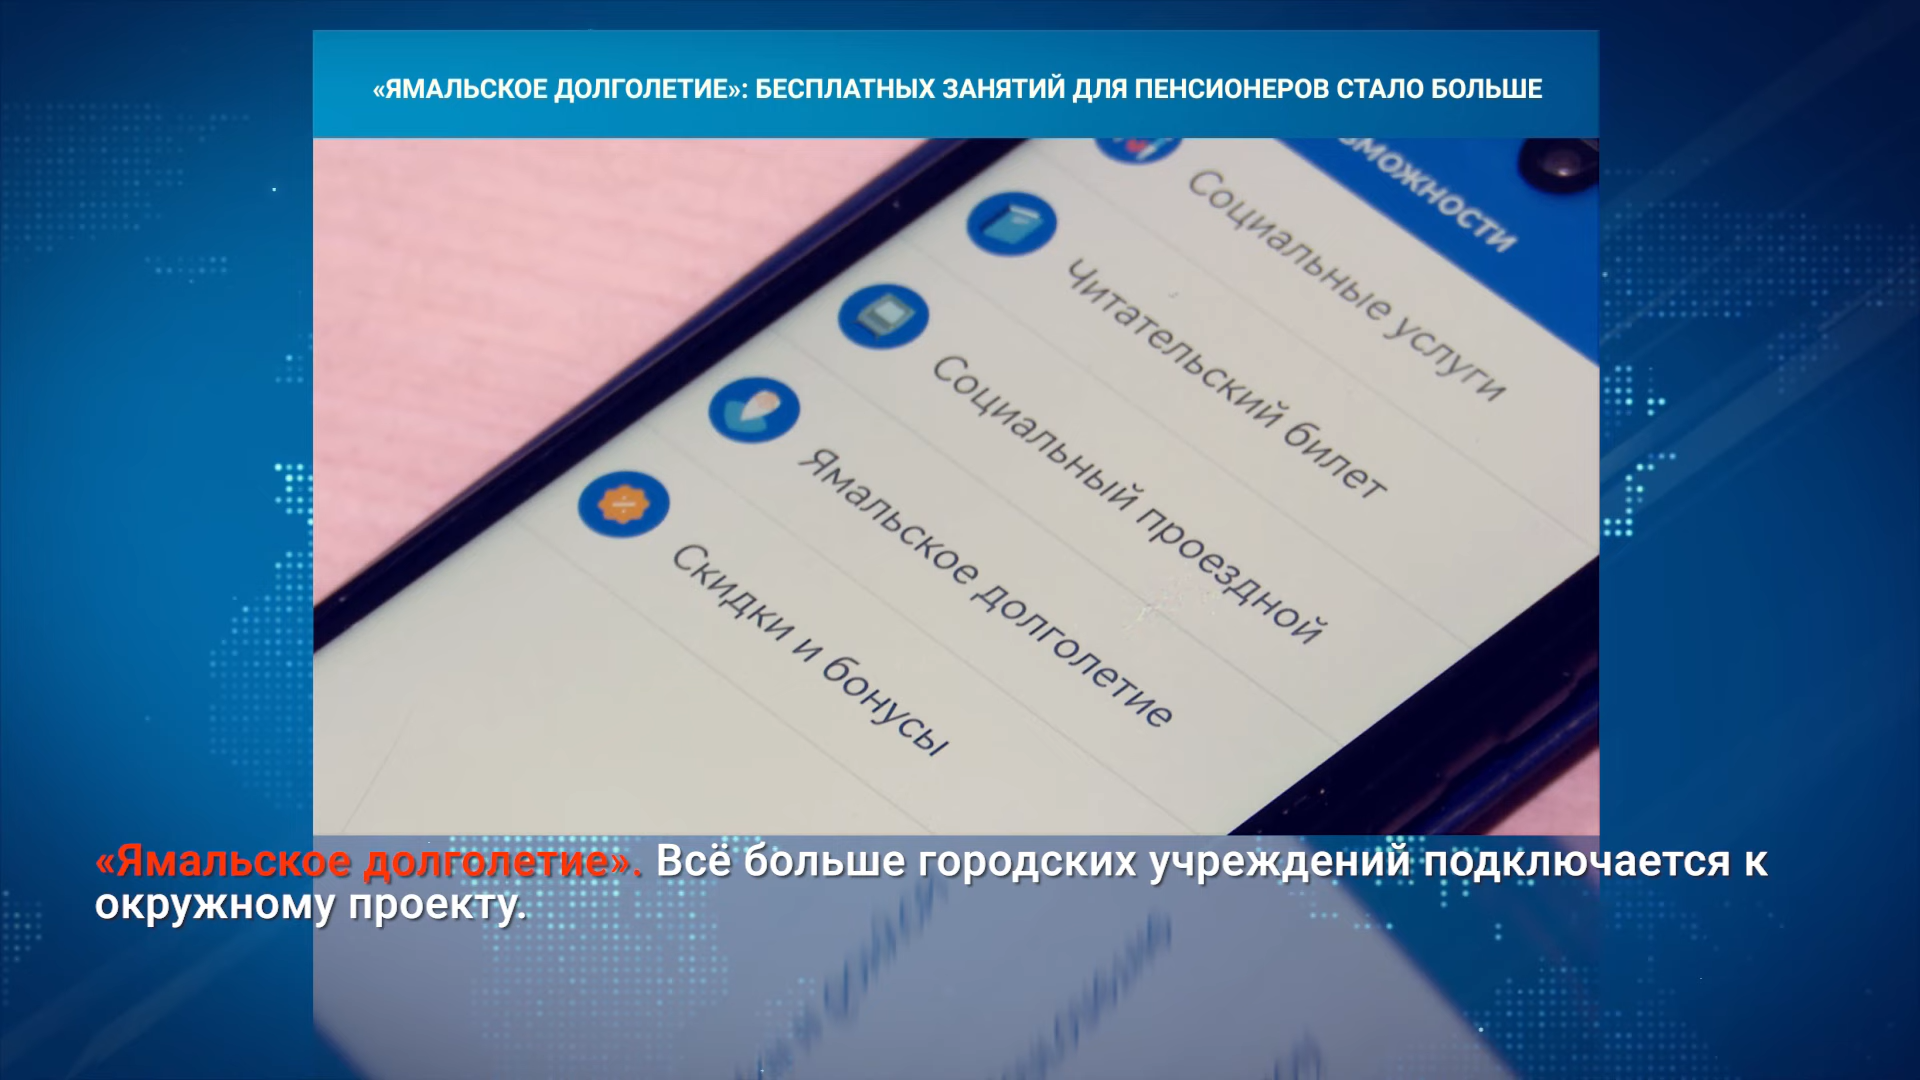 «ЯМАЛЬСКОЕ ДОЛГОЛЕТИЕ»: БЕСПЛАТНЫХ ЗАНЯТИЙ ДЛЯ ПЕНСИОНЕРОВ СТАЛО БОЛЬШЕ
Социальные услуги
Читательский билет
Социальный проездной
Ямальское долголетие
Скидки и бонусы
«Ямальское долголетие». Всё больше городских учреждений подключается к
окружному проекту.